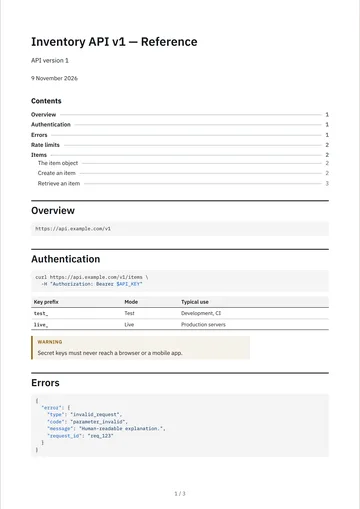 Inventory API v1 — Reference
API version 1
9 November 2026
Contents
Overview 1
Authentication 1
Errors 1
Rate limits 2
Items 2
The item object 2
Create an item 2
Retrieve an item 3
Overview
https://api.example.com/v1
Authentication
curl https://api.example.com/v1/items \
-H "Authorization: Bearer $API_KEY"
Key prefix Mode Typical use
test_ Test Development, CI
live_ Live Production servers
WARNING
Secret keys must never reach a browser or a mobile app.
Errors
{
"error": {
"type": "invalid_request",
"code": "parameter_invalid",
"message": "Human-readable explanation.",
"request_id": "req_123"
}
}
1 / 3